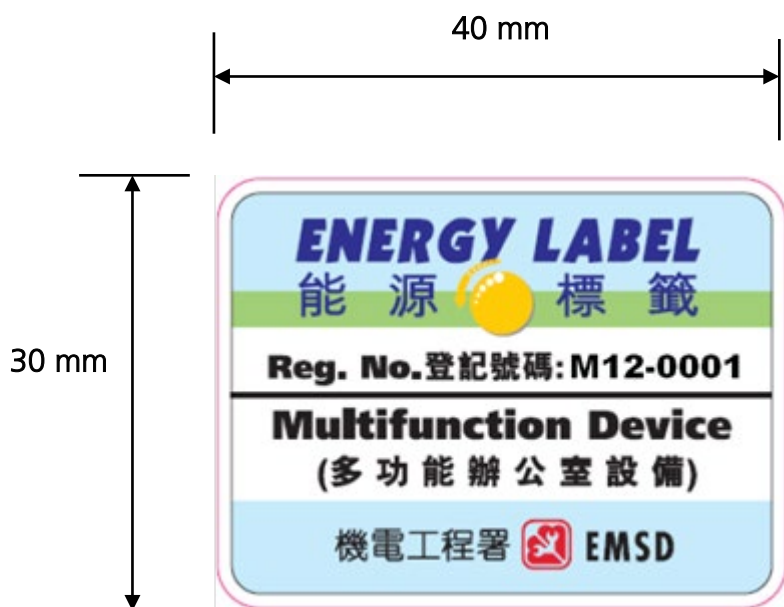 40 mm
30 mm
ENERGY LABEL
能源標籤
Reg. No.登記號碼:M12-0001
Multifunction Device
(多功能辦公室設備)
機電工程署 EMSD